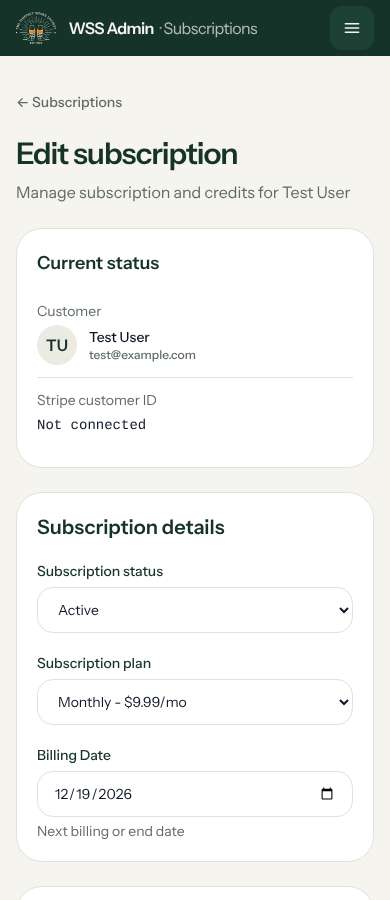 WSS Admin · Subscriptions
← Subscriptions
Edit subscription
Manage subscription and credits for Test User
Current status
Customer
TU
Test User
test@example.com
Stripe customer ID
Not connected
Subscription details
Subscription status
Active
Subscription plan
Monthly - $9.99/mo
Billing Date
12/19/2026
Next billing or end date